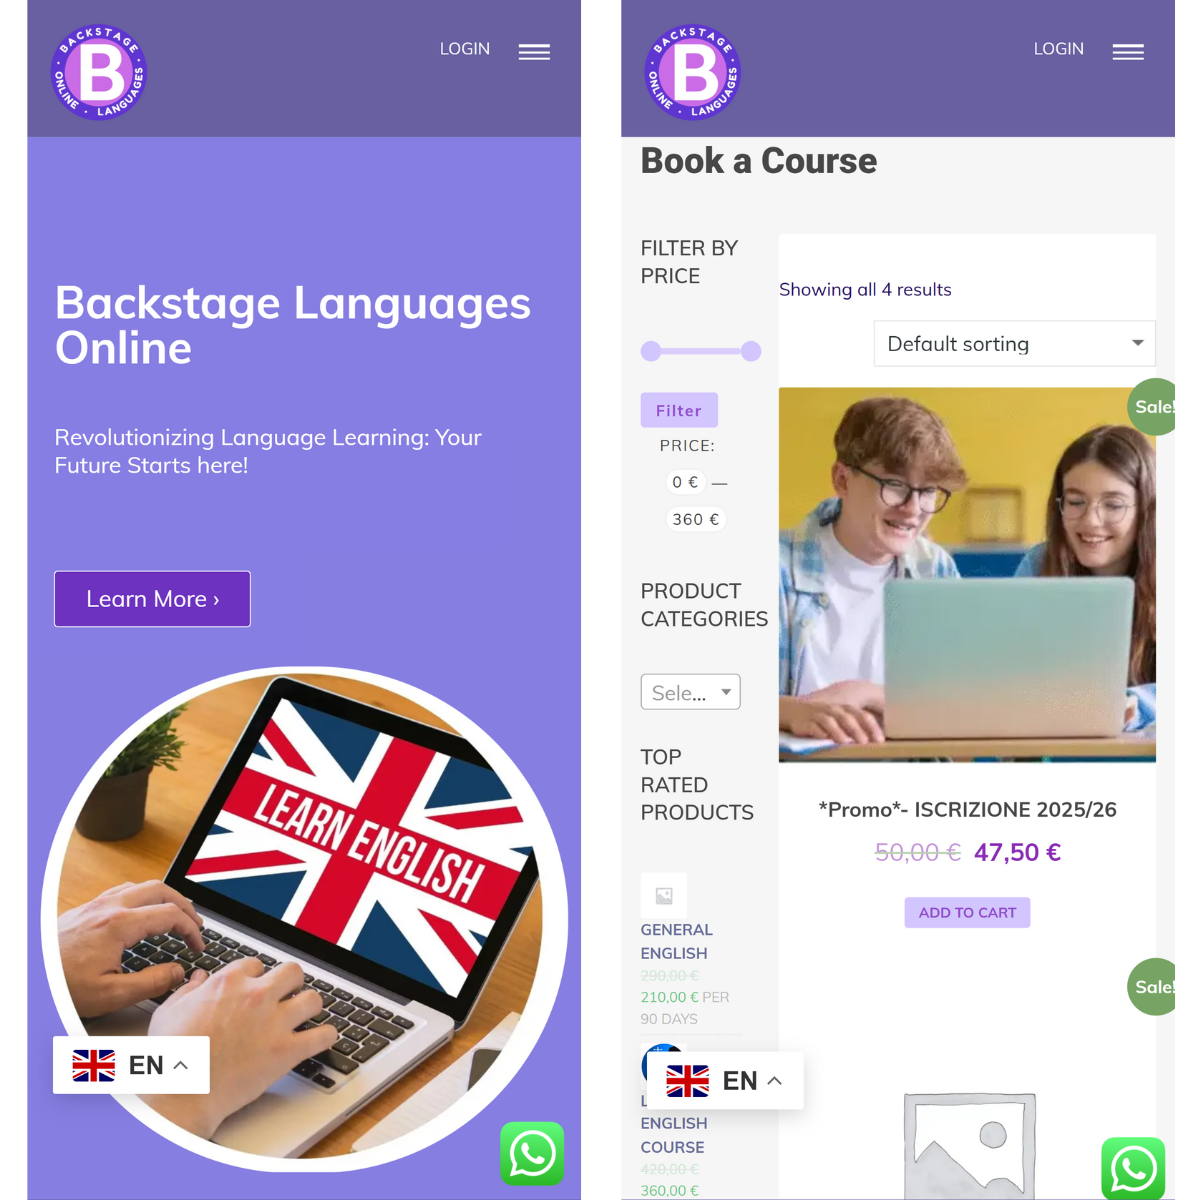 BACKSTAGE
B
ONLINE · LANGUAGES
LOGIN
Backstage Languages
Online
Revolutionizing Language Learning: Your
Future Starts here!
Learn More ›
LEARN ENGLISH
EN
BACKSTAGE
B
ONLINE · LANGUAGES
LOGIN
Book a Course
FILTER BY
PRICE
Filter
PRICE:
0 € —
360 €
PRODUCT
CATEGORIES
Sele...
TOP
RATED
PRODUCTS
GENERAL
ENGLISH
290,00 €
210,00 € PER
90 DAYS
L
ENGLISH
COURSE
420,00 €
360,00 €
EN
Showing all 4 results
Default sorting
Sale!
*Promo*- ISCRIZIONE 2025/26
50,00 € 47,50 €
ADD TO CART
Sale!